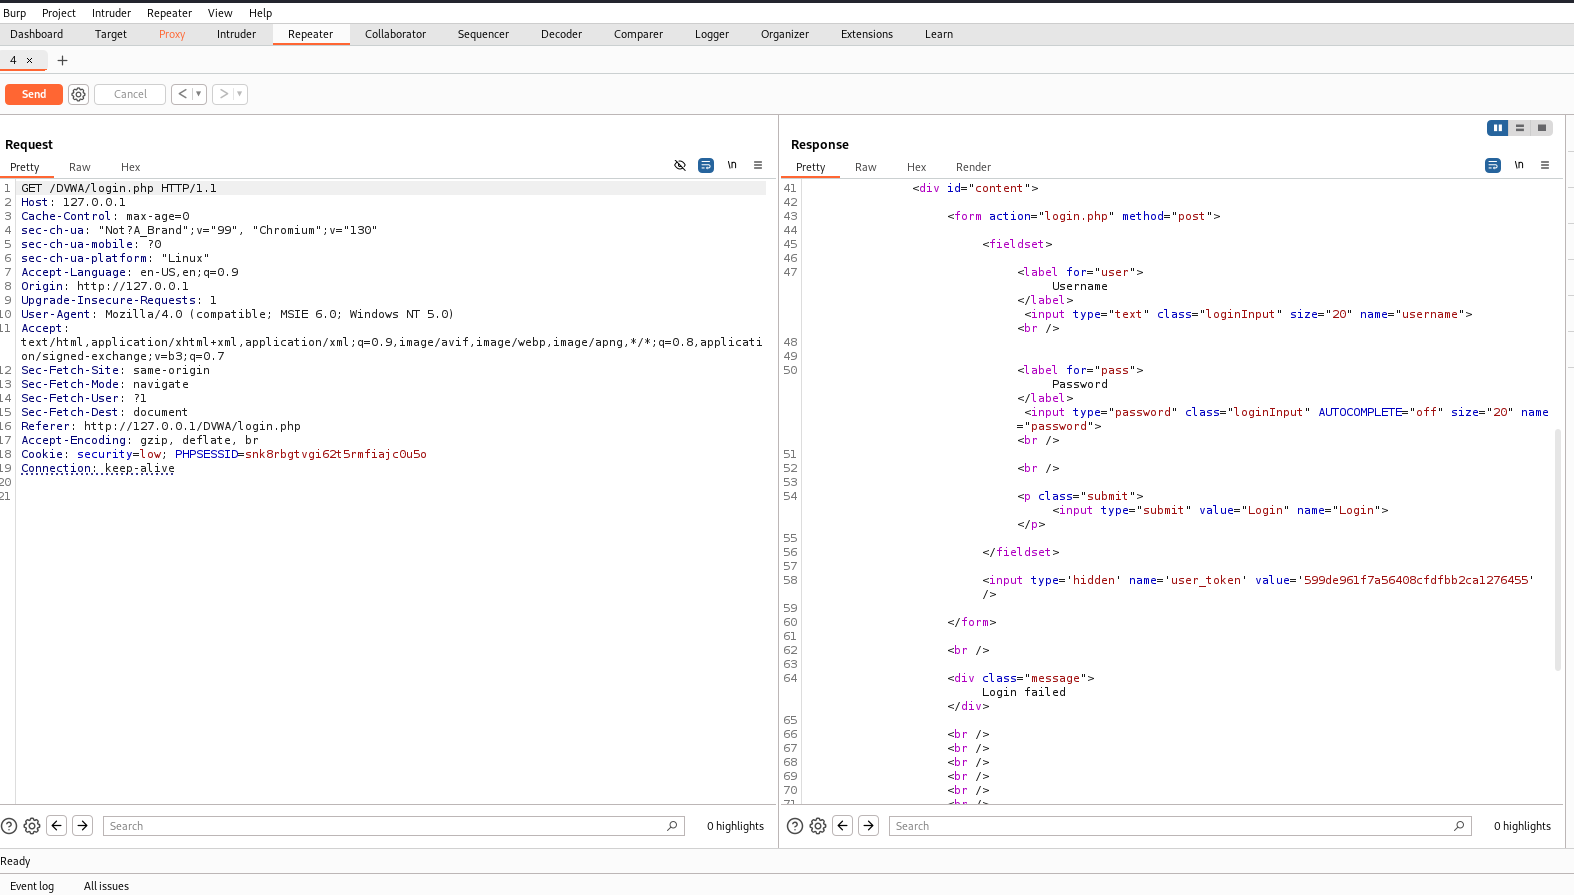 Burp Project Intruder Repeater View Help
Dashboard Target Proxy Intruder Repeater Collaborator Sequencer Decoder Comparer Logger Organizer Extensions Learn
4 × +
Send Cancel < >
Request
Pretty Raw Hex \n
1 GET /DVWA/login.php HTTP/1.1
2 Host: 127.0.0.1
3 Cache-Control: max-age=0
4 sec-ch-ua: "Not?A_Brand";v="99", "Chromium";v="130"
5 sec-ch-ua-mobile: ?0
6 sec-ch-ua-platform: "Linux"
7 Accept-Language: en-US,en;q=0.9
8 Origin: http://127.0.0.1
9 Upgrade-Insecure-Requests: 1
10 User-Agent: Mozilla/4.0 (compatible; MSIE 6.0; Windows NT 5.0)
11 Accept:
text/html,application/xhtml+xml,application/xml;q=0.9,image/avif,image/webp,image/apng,*/*;q=0.8,applicati
on/signed-exchange;v=b3;q=0.7
12 Sec-Fetch-Site: same-origin
13 Sec-Fetch-Mode: navigate
14 Sec-Fetch-User: ?1
15 Sec-Fetch-Dest: document
16 Referer: http://127.0.0.1/DVWA/login.php
17 Accept-Encoding: gzip, deflate, br
18 Cookie: security=low; PHPSESSID=snk8rbgtvgi62t5rmfiajc0u5o
19 Connection: keep-alive
20
21
Search 0 highlights
Response
Pretty Raw Hex Render \n
41 <div id="content">
42
43 <form action="login.php" method="post">
44
45 <fieldset>
46
47 <label for="user">
Username
</label>
<input type="text" class="loginInput" size="20" name="username">
<br />
48
49
50 <label for="pass">
Password
</label>
<input type="password" class="loginInput" AUTOCOMPLETE="off" size="20" name
="password">
<br />
51
52 <br />
53
54 <p class="submit">
<input type="submit" value="Login" name="Login">
</p>
55
56 </fieldset>
57
58 <input type='hidden' name='user_token' value='599de961f7a56408cfdfbb2ca1276455'
/>
59
60 </form>
61
62 <br />
63
64 <div class="message">
Login failed
</div>
65
66 <br />
67 <br />
68 <br />
69 <br />
70 <br />
71 <br />
Search 0 highlights
Ready
Event log All issues